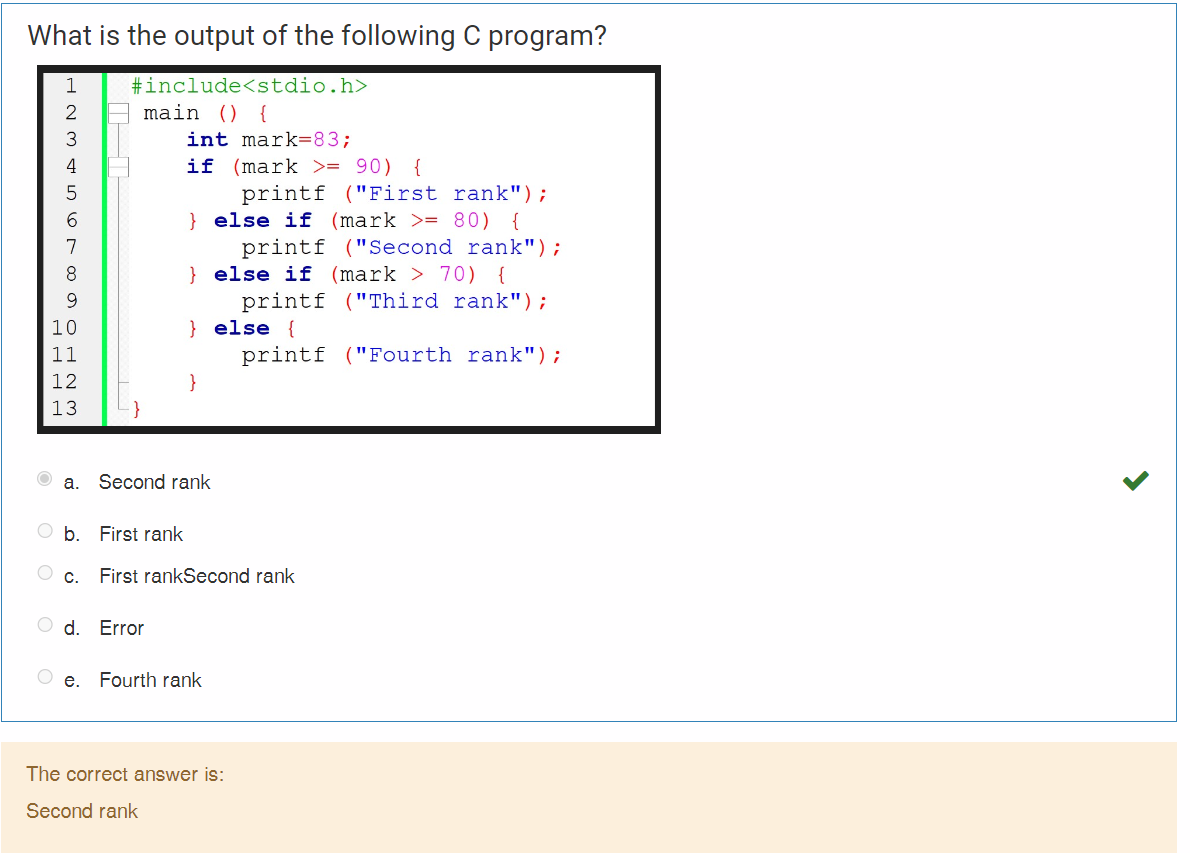 What is the output of the following C program?
1 #include<stdio.h>
2 main () {
3 int mark=83;
4 if (mark >= 90) {
5 printf ("First rank");
6 } else if (mark >= 80) {
7 printf ("Second rank");
8 } else if (mark > 70) {
9 printf ("Third rank");
10 } else {
11 printf ("Fourth rank");
12 }
13 }
a. Second rank
b. First rank
c. First rankSecond rank
d. Error
e. Fourth rank
The correct answer is:
Second rank